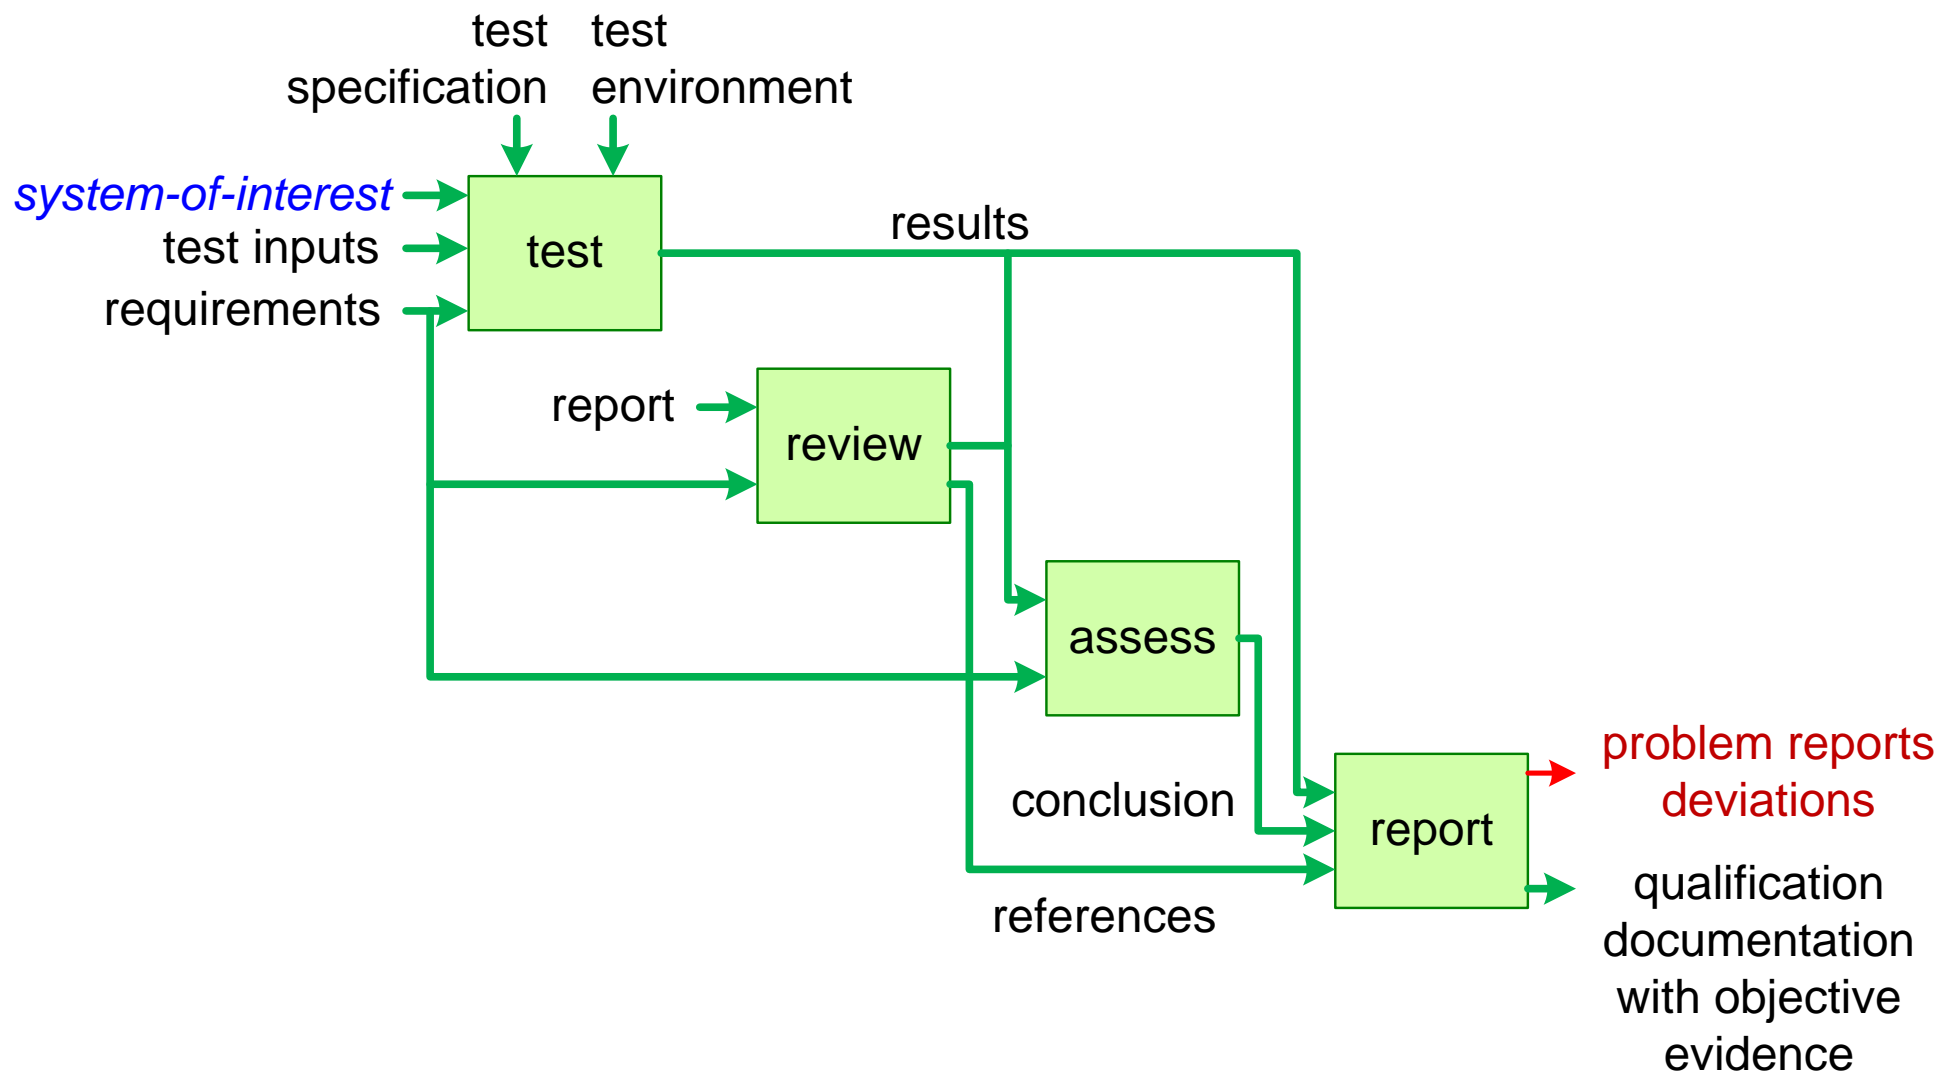 test
specification
test
environment
system-of-interest
test inputs
requirements
test
results
report
review
assess
conclusion
references
report
problem reports
deviations
qualification
documentation
with objective
evidence